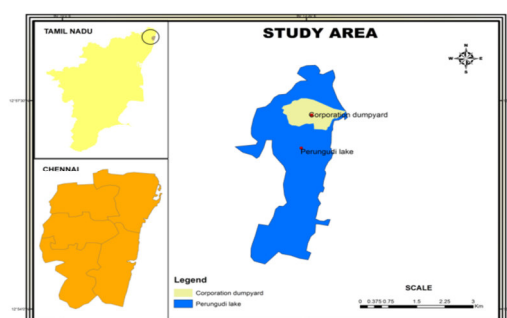 TAMIL NADU
STUDY AREA
N
W E
S
Corporation dumpyard
Perungudi lake
CHENNAI
Legend
Corporation dumpyard
Perungudi lake
SCALE
0 0.375 0.75 1.5 2.25 3
Km